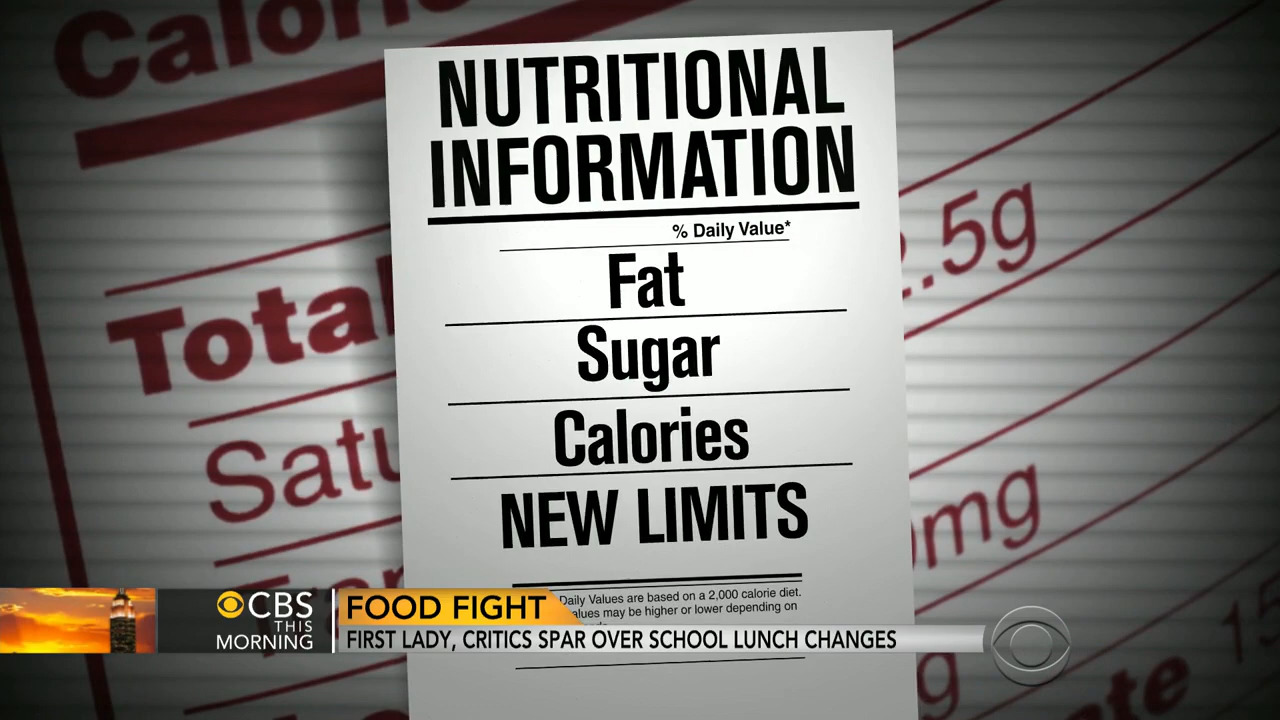 Calorie
NUTRITIONAL
INFORMATION
% Daily Value*
Fat
Sugar
Calories
NEW LIMITS
Total
.5g
Satu
mg
Daily Values are based on a 2,000 calorie diet.
may be higher or lower depending on
CBS
THIS
MORNING
FOOD FIGHT
FIRST LADY, CRITICS SPAR OVER SCHOOL LUNCH CHANGES
g
15